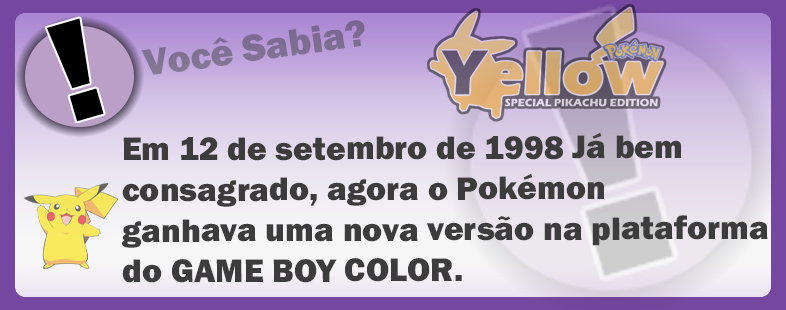 Você Sabia?
POKÉMON
Yellow
SPECIAL PIKACHU EDITION
Em 12 de setembro de 1998 Já bem
consagrado, agora o Pokémon
ganhava uma nova versão na plataforma
do GAME BOY COLOR.